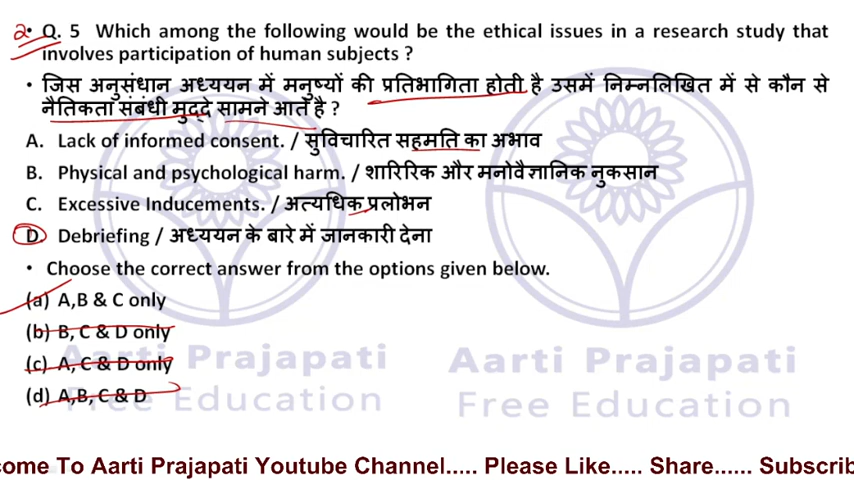 2. Q. 5 Which among the following would be the ethical issues in a research study that
involves participation of human subjects ?
• जिस अनुसंधान अध्ययन में मनुष्यों की प्रतिभागिता होती है उसमें निम्नलिखित में से कौन से
नैतिकता संबंधी मुद्दे सामने आते है ?
A. Lack of informed consent. / सुविचारित सहमति का अभाव
B. Physical and psychological harm. / शारिरिक और मनोवैज्ञानिक नुकसान
C. Excessive Inducements. / अत्यधिक प्रलोभन
D. Debriefing / अध्ययन के बारे में जानकारी देना
• Choose the correct answer from the options given below.
(a) A,B & C only
(b) B, C & D only
(c) A, C & D only
(d) A,B, C & D
Aarti Prajapati Aarti Prajapati
Free Education Free Education
come To Aarti Prajapati Youtube Channel..... Please Like..... Share...... Subscrib